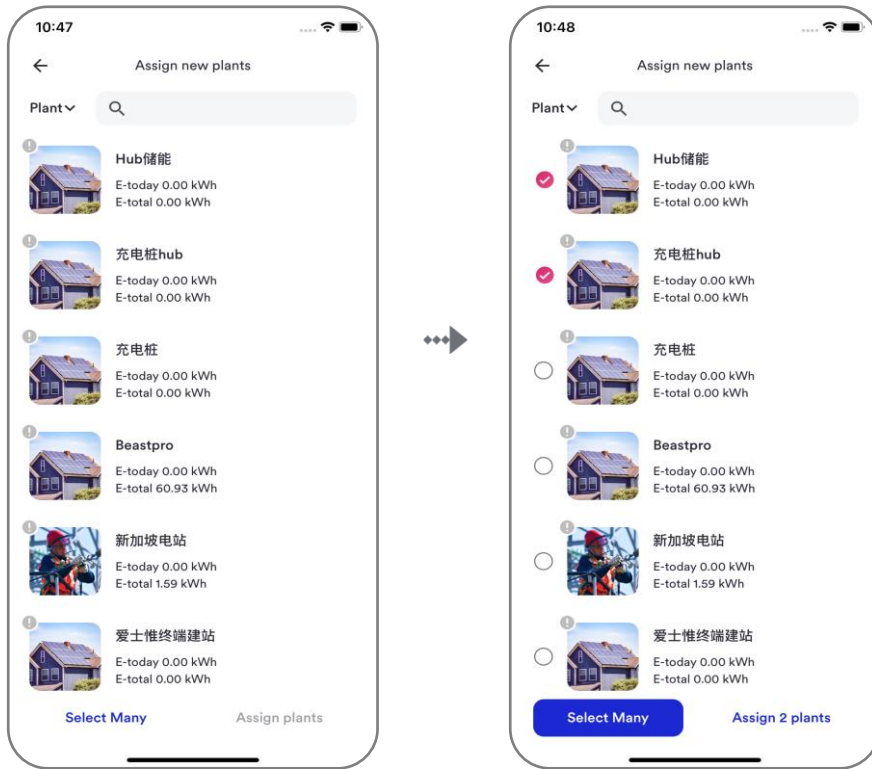 10:47
Assign new plants
Plant
Hub储能
E-today 0.00 kWh
E-total 0.00 kWh
充电桩hub
E-today 0.00 kWh
E-total 0.00 kWh
充电桩
E-today 0.00 kWh
E-total 0.00 kWh
Beastpro
E-today 0.00 kWh
E-total 60.93 kWh
新加坡电站
E-today 0.00 kWh
E-total 1.59 kWh
爱士惟终端建站
E-today 0.00 kWh
E-total 0.00 kWh
Select Many
Assign plants
10:48
Assign new plants
Plant
Hub储能
E-today 0.00 kWh
E-total 0.00 kWh
充电桩hub
E-today 0.00 kWh
E-total 0.00 kWh
充电桩
E-today 0.00 kWh
E-total 0.00 kWh
Beastpro
E-today 0.00 kWh
E-total 60.93 kWh
新加坡电站
E-today 0.00 kWh
E-total 1.59 kWh
爱士惟终端建站
E-today 0.00 kWh
E-total 0.00 kWh
Select Many
Assign 2 plants